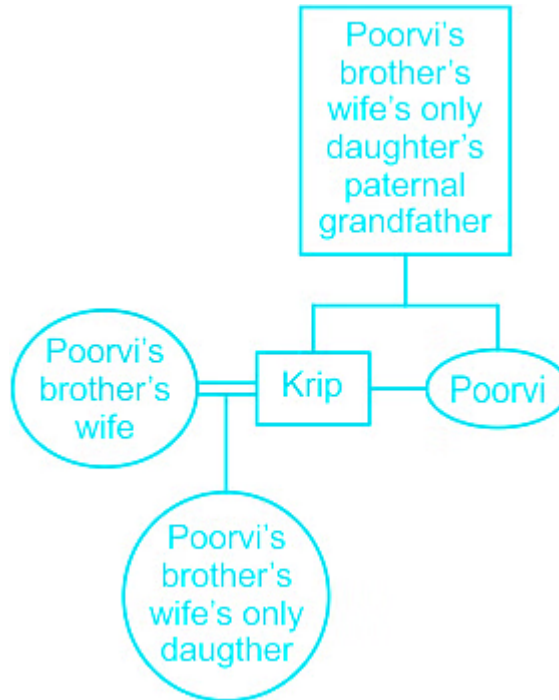 Poorvi's
brother's
wife's only
daughter's
paternal
grandfather
Poorvi's
brother's
wife
Krip
Poorvi
Poorvi's
brother's
wife's only
daugther